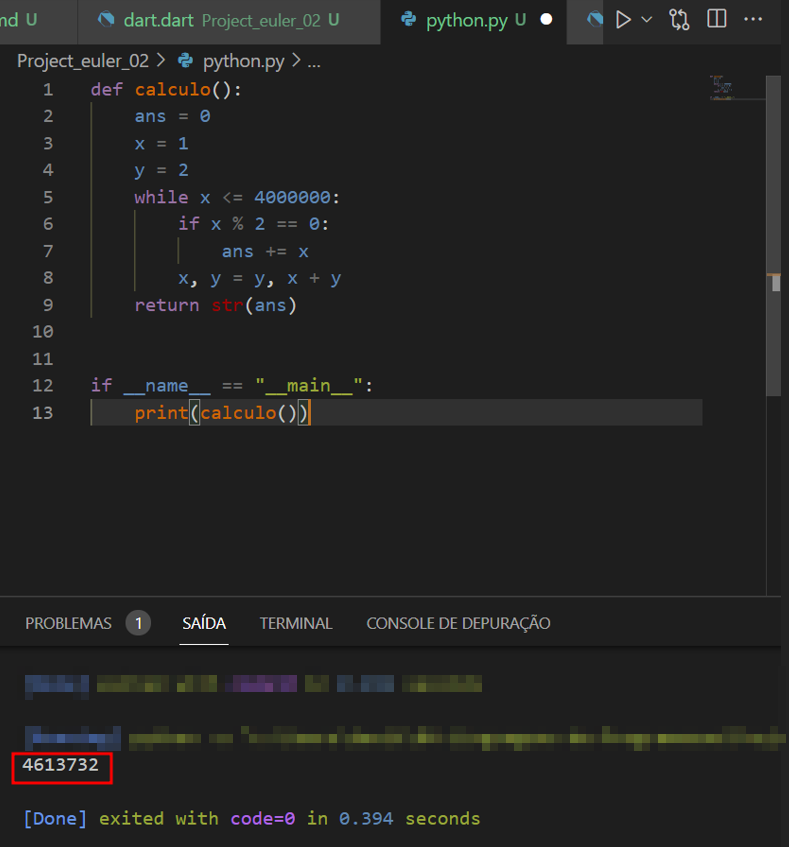 md U dart.dart Project_euler_02 U python.py U
Project_euler_02 > python.py > ...
1 def calculo():
2 ans = 0
3 x = 1
4 y = 2
5 while x <= 4000000:
6 if x % 2 == 0:
7 ans += x
8 x, y = y, x + y
9 return str(ans)
10
11
12 if __name__ == "__main__":
13 print(calculo())
PROBLEMAS 1 SAÍDA TERMINAL CONSOLE DE DEPURAÇÃO
4613732
[Done] exited with code=0 in 0.394 seconds